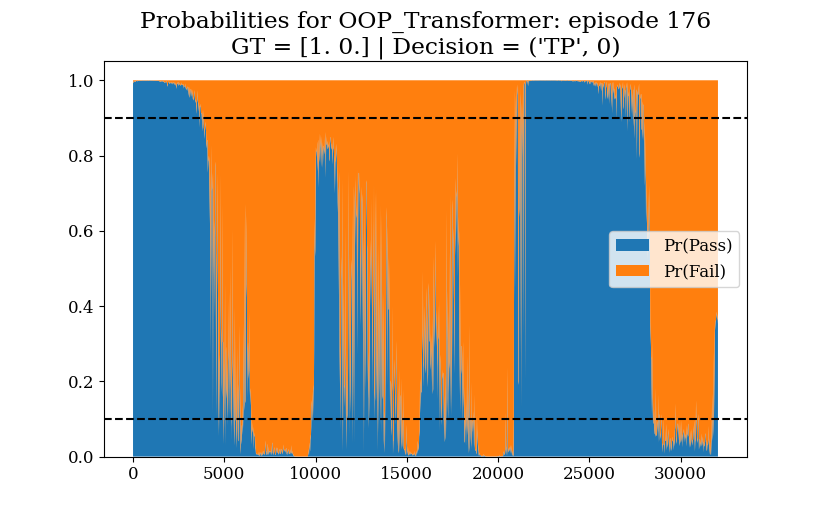 Probabilities for OOP_Transformer: episode 176
GT = [1. 0.] | Decision = ('TP', 0)
1.0
0.8
0.6
0.4
0.2
0.0
Pr(Pass)
Pr(Fail)
0 5000 10000 15000 20000 25000 30000